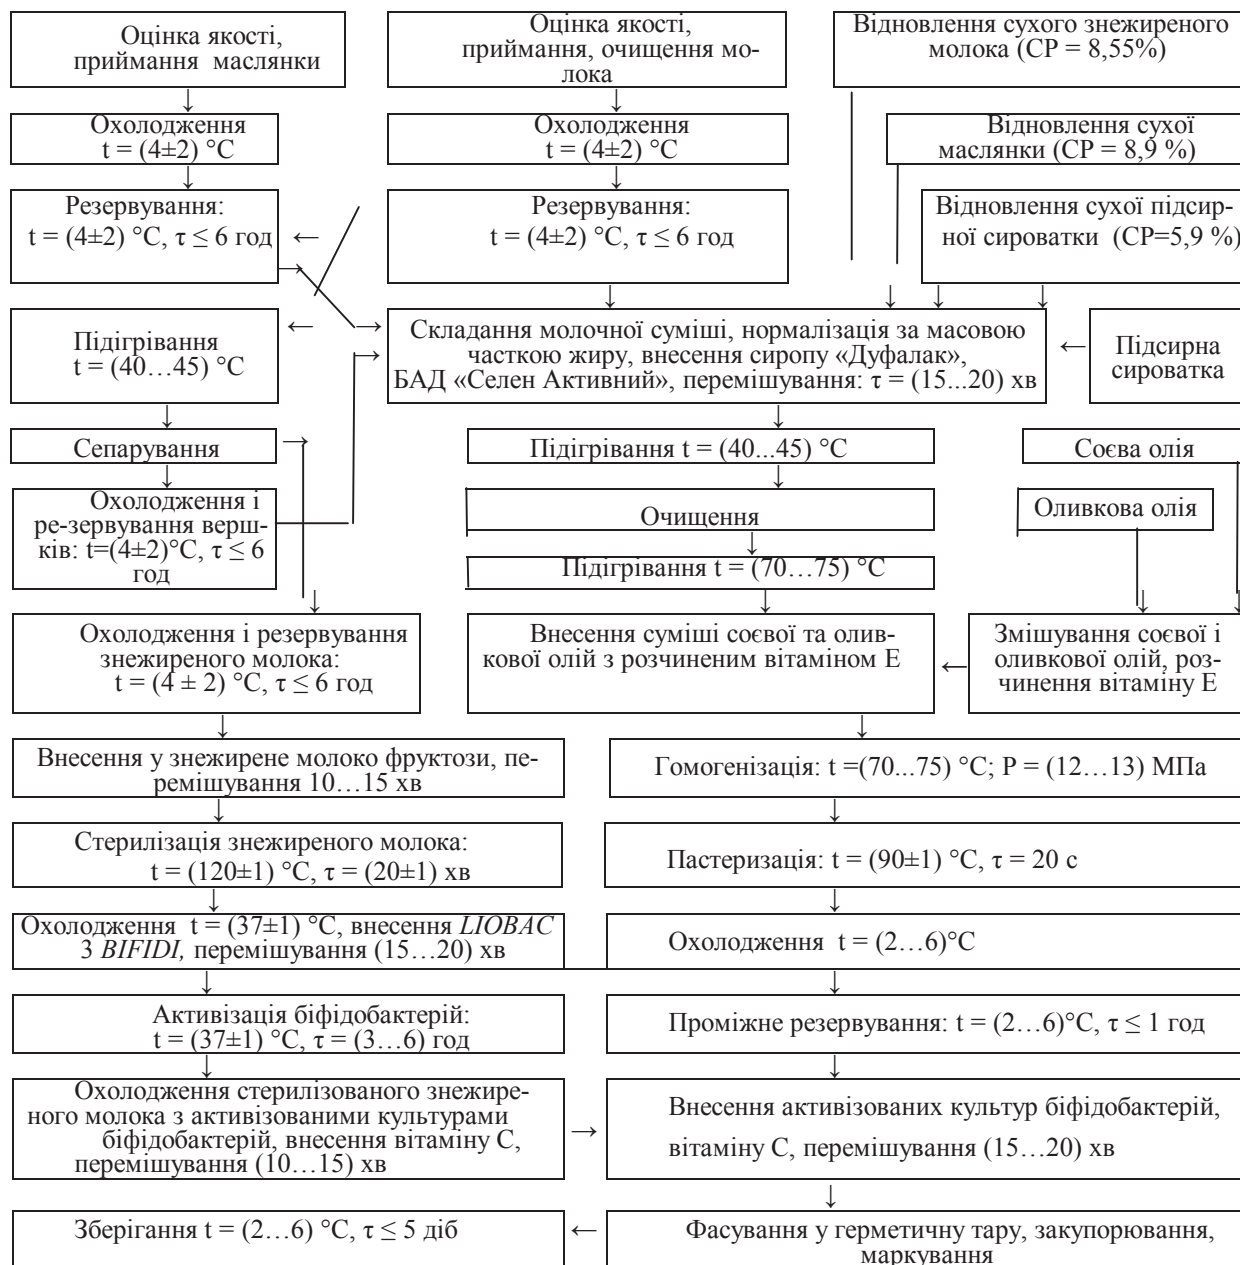 Оцінка якості,
приймання маслянки
Оцінка якості,
приймання, очищення мо-
лока
Відновлення сухого знежиреного
молока (СР = 8,55%)
Охолодження
t = (4±2) °С
Охолодження
t = (4±2) °С
Відновлення сухої
маслянки (СР = 8,9 %)
Резервування:
t = (4±2) °С, τ ≤ 6 год
Резервування:
t = (4±2) °С, τ ≤ 6 год
Відновлення сухої підсир-
ної сироватки (СР=5,9 %)
Підігрівання
t = (40…45) °С
Складання молочної суміші, нормалізація за масовою
часткою жиру, внесення сиропу «Дуфалак»,
БАД «Селен Активний», перемішування: τ = (15...20) хв
Підсирна
сироватка
Сепарування
Підігрівання t = (40...45) °С
Соєва олія
Охолодження і
ре-зервування верш-
ків: t=(4±2)°С, τ ≤ 6
год
Очищення
Оливкова олія
Підігрівання t = (70…75) °С
Охолодження і резервування
знежиреного молока:
t = (4 ± 2) °С, τ ≤ 6 год
Внесення суміші соєвої та олив-
кової олій з розчиненим вітаміном Е
Змішування соєвої і
оливкової олій, роз-
чинення вітаміну Е
Внесення у знежирене молоко фруктози, пе-
ремішування 10…15 хв
Гомогенізація: t =(70...75) °С; Р = (12…13) МПа
Стерилізація знежиреного молока:
t = (120±1) °С, τ = (20±1) хв
Пастеризація: t = (90±1) °С, τ = 20 с
Охолодження t = (37±1) °С, внесення LIOBAC
3 BIFIDI, перемішування (15…20) хв
Охолодження t = (2…6)°С
Активізація біфідобактерій:
t = (37±1) °С, τ = (3…6) год
Проміжне резервування: t = (2…6)°С, τ ≤ 1 год
Охолодження стерилізованого знежире-
ного молока з активізованими культурами
біфідобактерій, внесення вітаміну С,
перемішування (10…15) хв
Внесення активізованих культур біфідобактерій,
вітаміну С, перемішування (15…20) хв
Зберігання t = (2…6) °С, τ ≤ 5 діб
Фасування у герметичну тару, закупорювання,
маркування